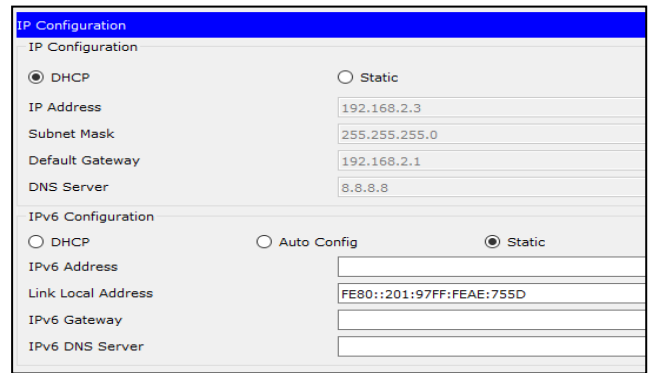 IP Configuration
IP Configuration
DHCP Static
IP Address 192.168.2.3
Subnet Mask 255.255.255.0
Default Gateway 192.168.2.1
DNS Server 8.8.8.8
IPv6 Configuration
DHCP Auto Config Static
IPv6 Address
Link Local Address FE80::201:97FF:FEAE:755D
IPv6 Gateway
IPv6 DNS Server